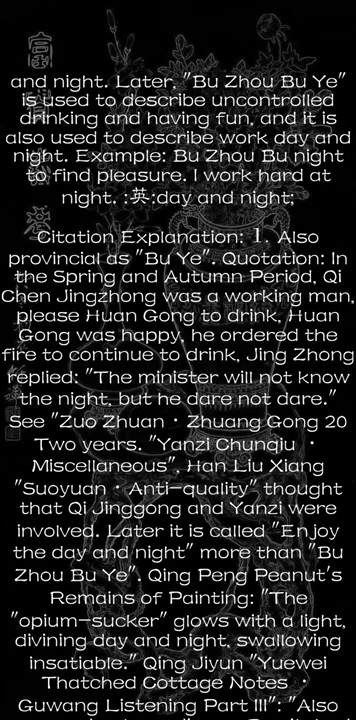 and night. Later, "Bu Zhou Bu Ye"
is used to describe uncontrolled
drinking and having fun, and it is
also used to describe work day and
night. Example: Bu Zhou Bu night
to find pleasure. I work hard at
night. :英:day and night;
Citation Explanation: 1. Also
provincial as "Bu Ye". Quotation: In
the Spring and Autumn Period, Qi
Chen Jingzhong was a working man,
please Huan Gong to drink, Huan
Gong was happy, he ordered the
fire to continue to drink, Jing Zhong
replied: "The minister will not know
the night, but he dare not dare."
See "Zuo Zhuan · Zhuang Gong 20
Two years. "Yanzi Chunqiu ·
Miscellaneous", Han Liu Xiang
"Suoyuan · Anti-quality" thought
that Qi Jinggong and Yanzi were
involved. Later it is called "Enjoy
the day and night" more than "Bu
Zhou Bu Ye". Qing Peng Peanut's
Remains of Painting: "The
"opium-sucker" glows with a light,
divining day and night, swallowing
insatiable." Qing Jiyun "Yuewei
Thatched Cottage Notes ·
Guwang Listening Part III": "Also